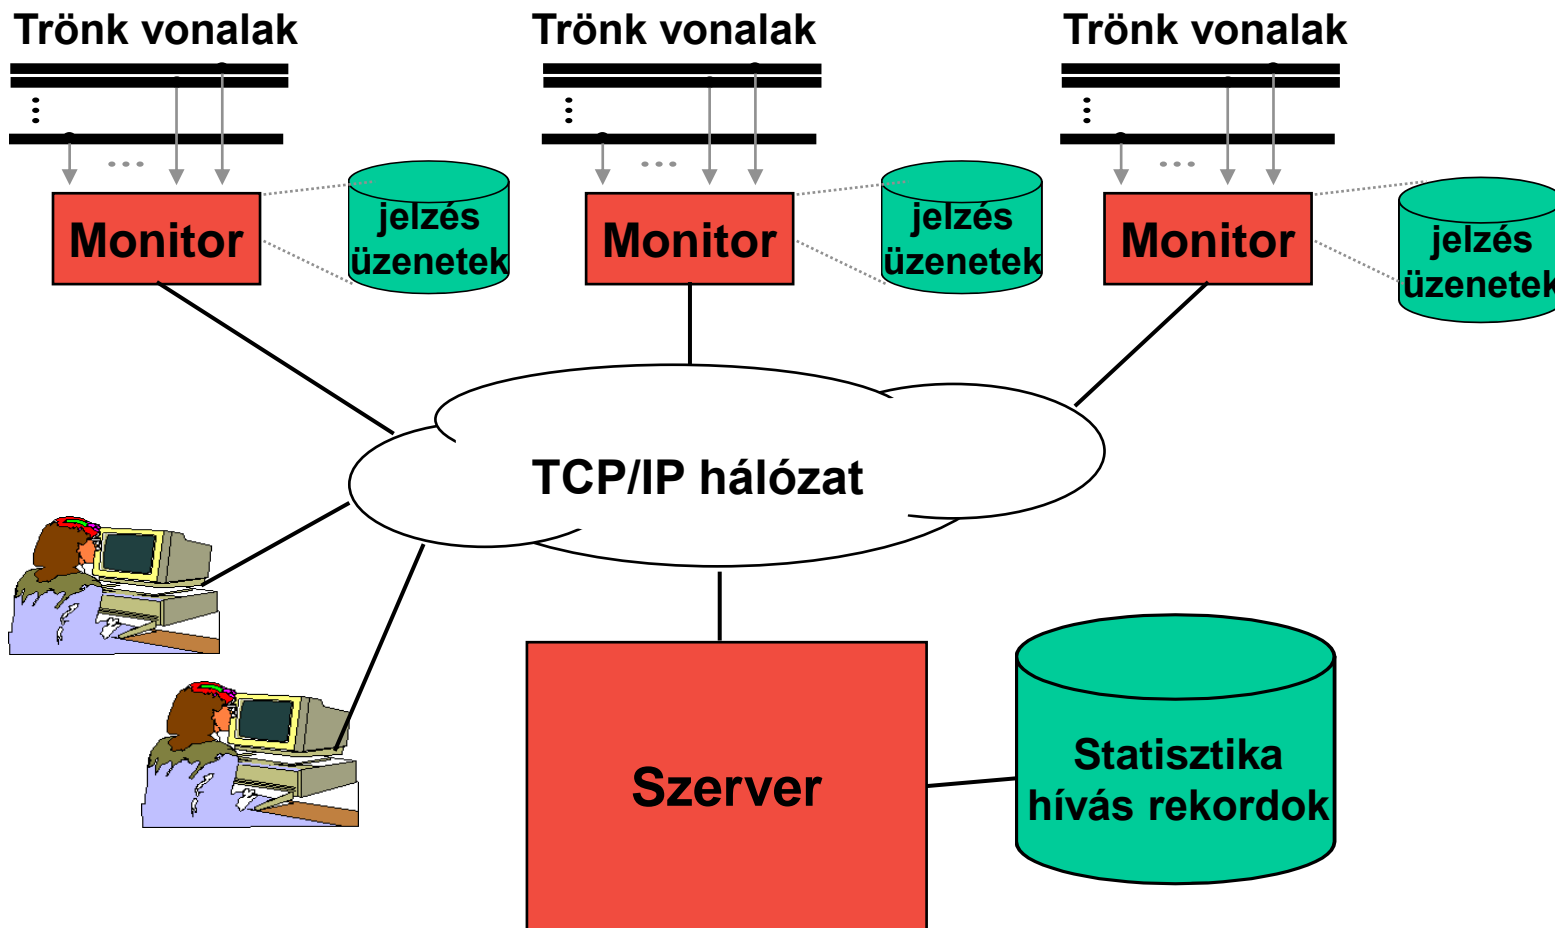 Trönk vonalak
Trönk vonalak
Trönk vonalak
Monitor
jelzés
üzenetek
Monitor
jelzés
üzenetek
Monitor
jelzés
üzenetek
TCP/IP hálózat
Szerver
Statisztika
hívás rekordok